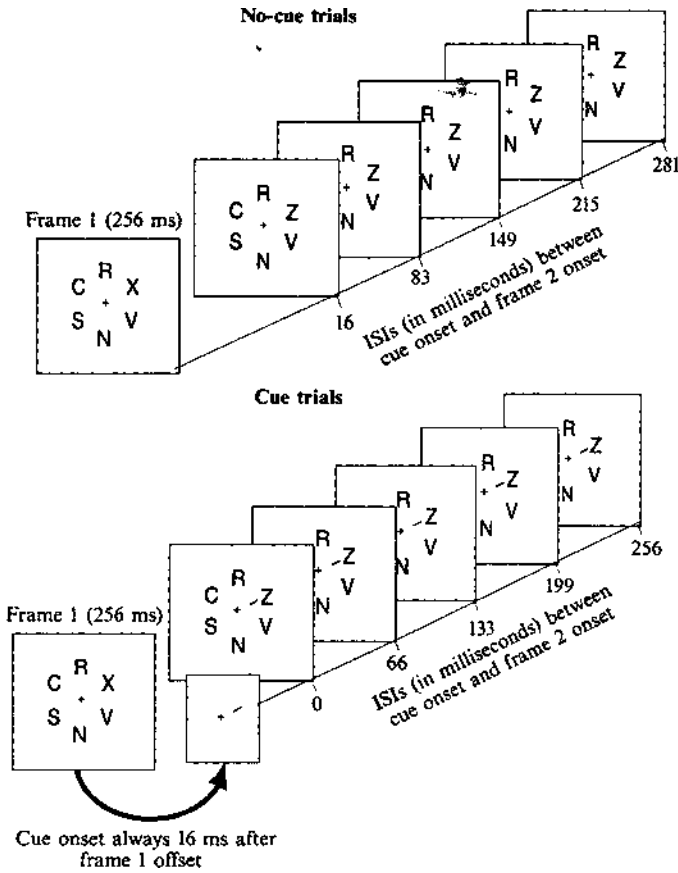 No-cue trials
R
Z
+
V
N
281
R
Z
+
V
N
215
R
Z
+
V
N
149
R
Z
+
V
N
83
R
C Z
+
S V
N
16
Frame 1 (256 ms)
R
C X
+
S V
N
ISIs (in milliseconds) between
cue onset and frame 2 onset
Cue trials
R
Z
+
V
N
256
R
Z
+
V
N
199
R
Z
+
V
N
133
R
Z
+
V
N
66
R
C Z
+
S V
N
0
Frame 1 (256 ms)
R
C X
+
S V
N
+
ISIs (in milliseconds) between
cue onset and frame 2 onset
Cue onset always 16 ms after
frame 1 offset